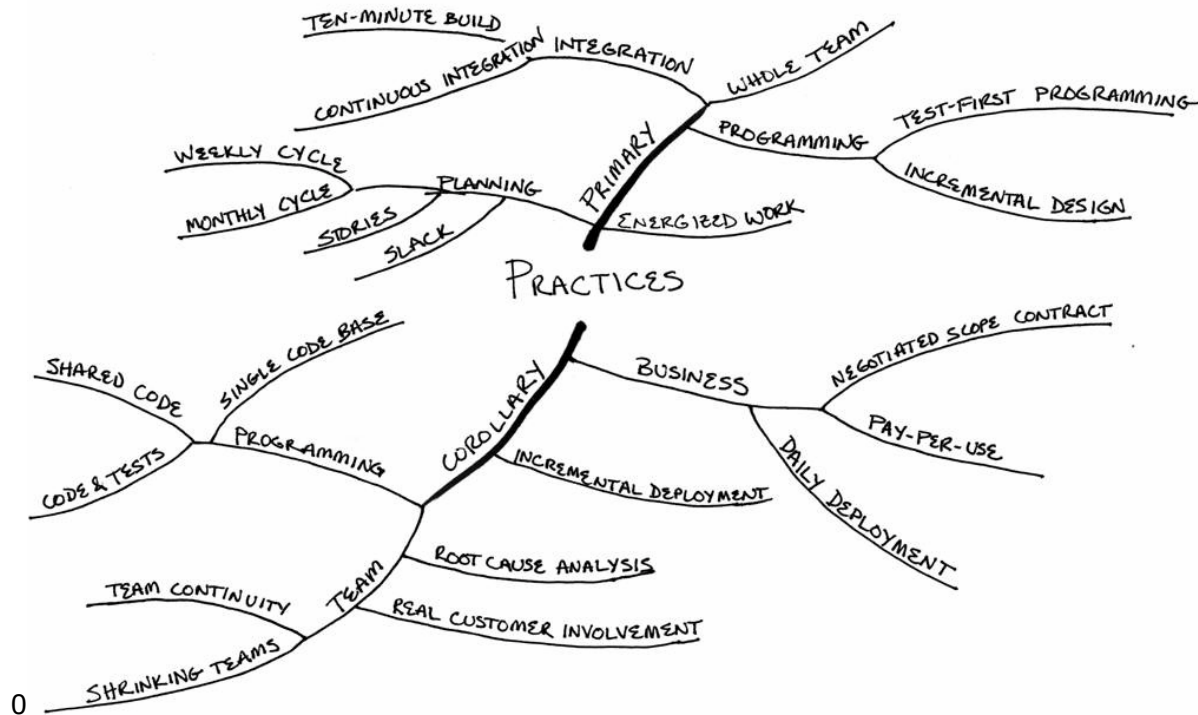 TEN-MINUTE BUILD
CONTINUOUS INTEGRATION
INTEGRATION
WHOLE TEAM
TEST-FIRST PROGRAMMING
PROGRAMMING
INCREMENTAL DESIGN
PRIMARY
WEEKLY CYCLE
MONTHLY CYCLE
PLANNING
STORIES
SLACK
ENERGIZED WORK
PRACTICES
SHARED CODE
SINGLE CODE BASE
PROGRAMMING
CODE & TESTS
COROLLARY
BUSINESS
NEGOTIATED SCOPE CONTRACT
PAY-PER-USE
DAILY DEPLOYMENT
INCREMENTAL DEPLOYMENT
ROOT CAUSE ANALYSIS
TEAM
TEAM CONTINUITY
REAL CUSTOMER INVOLVEMENT
SHRINKING TEAMS
0